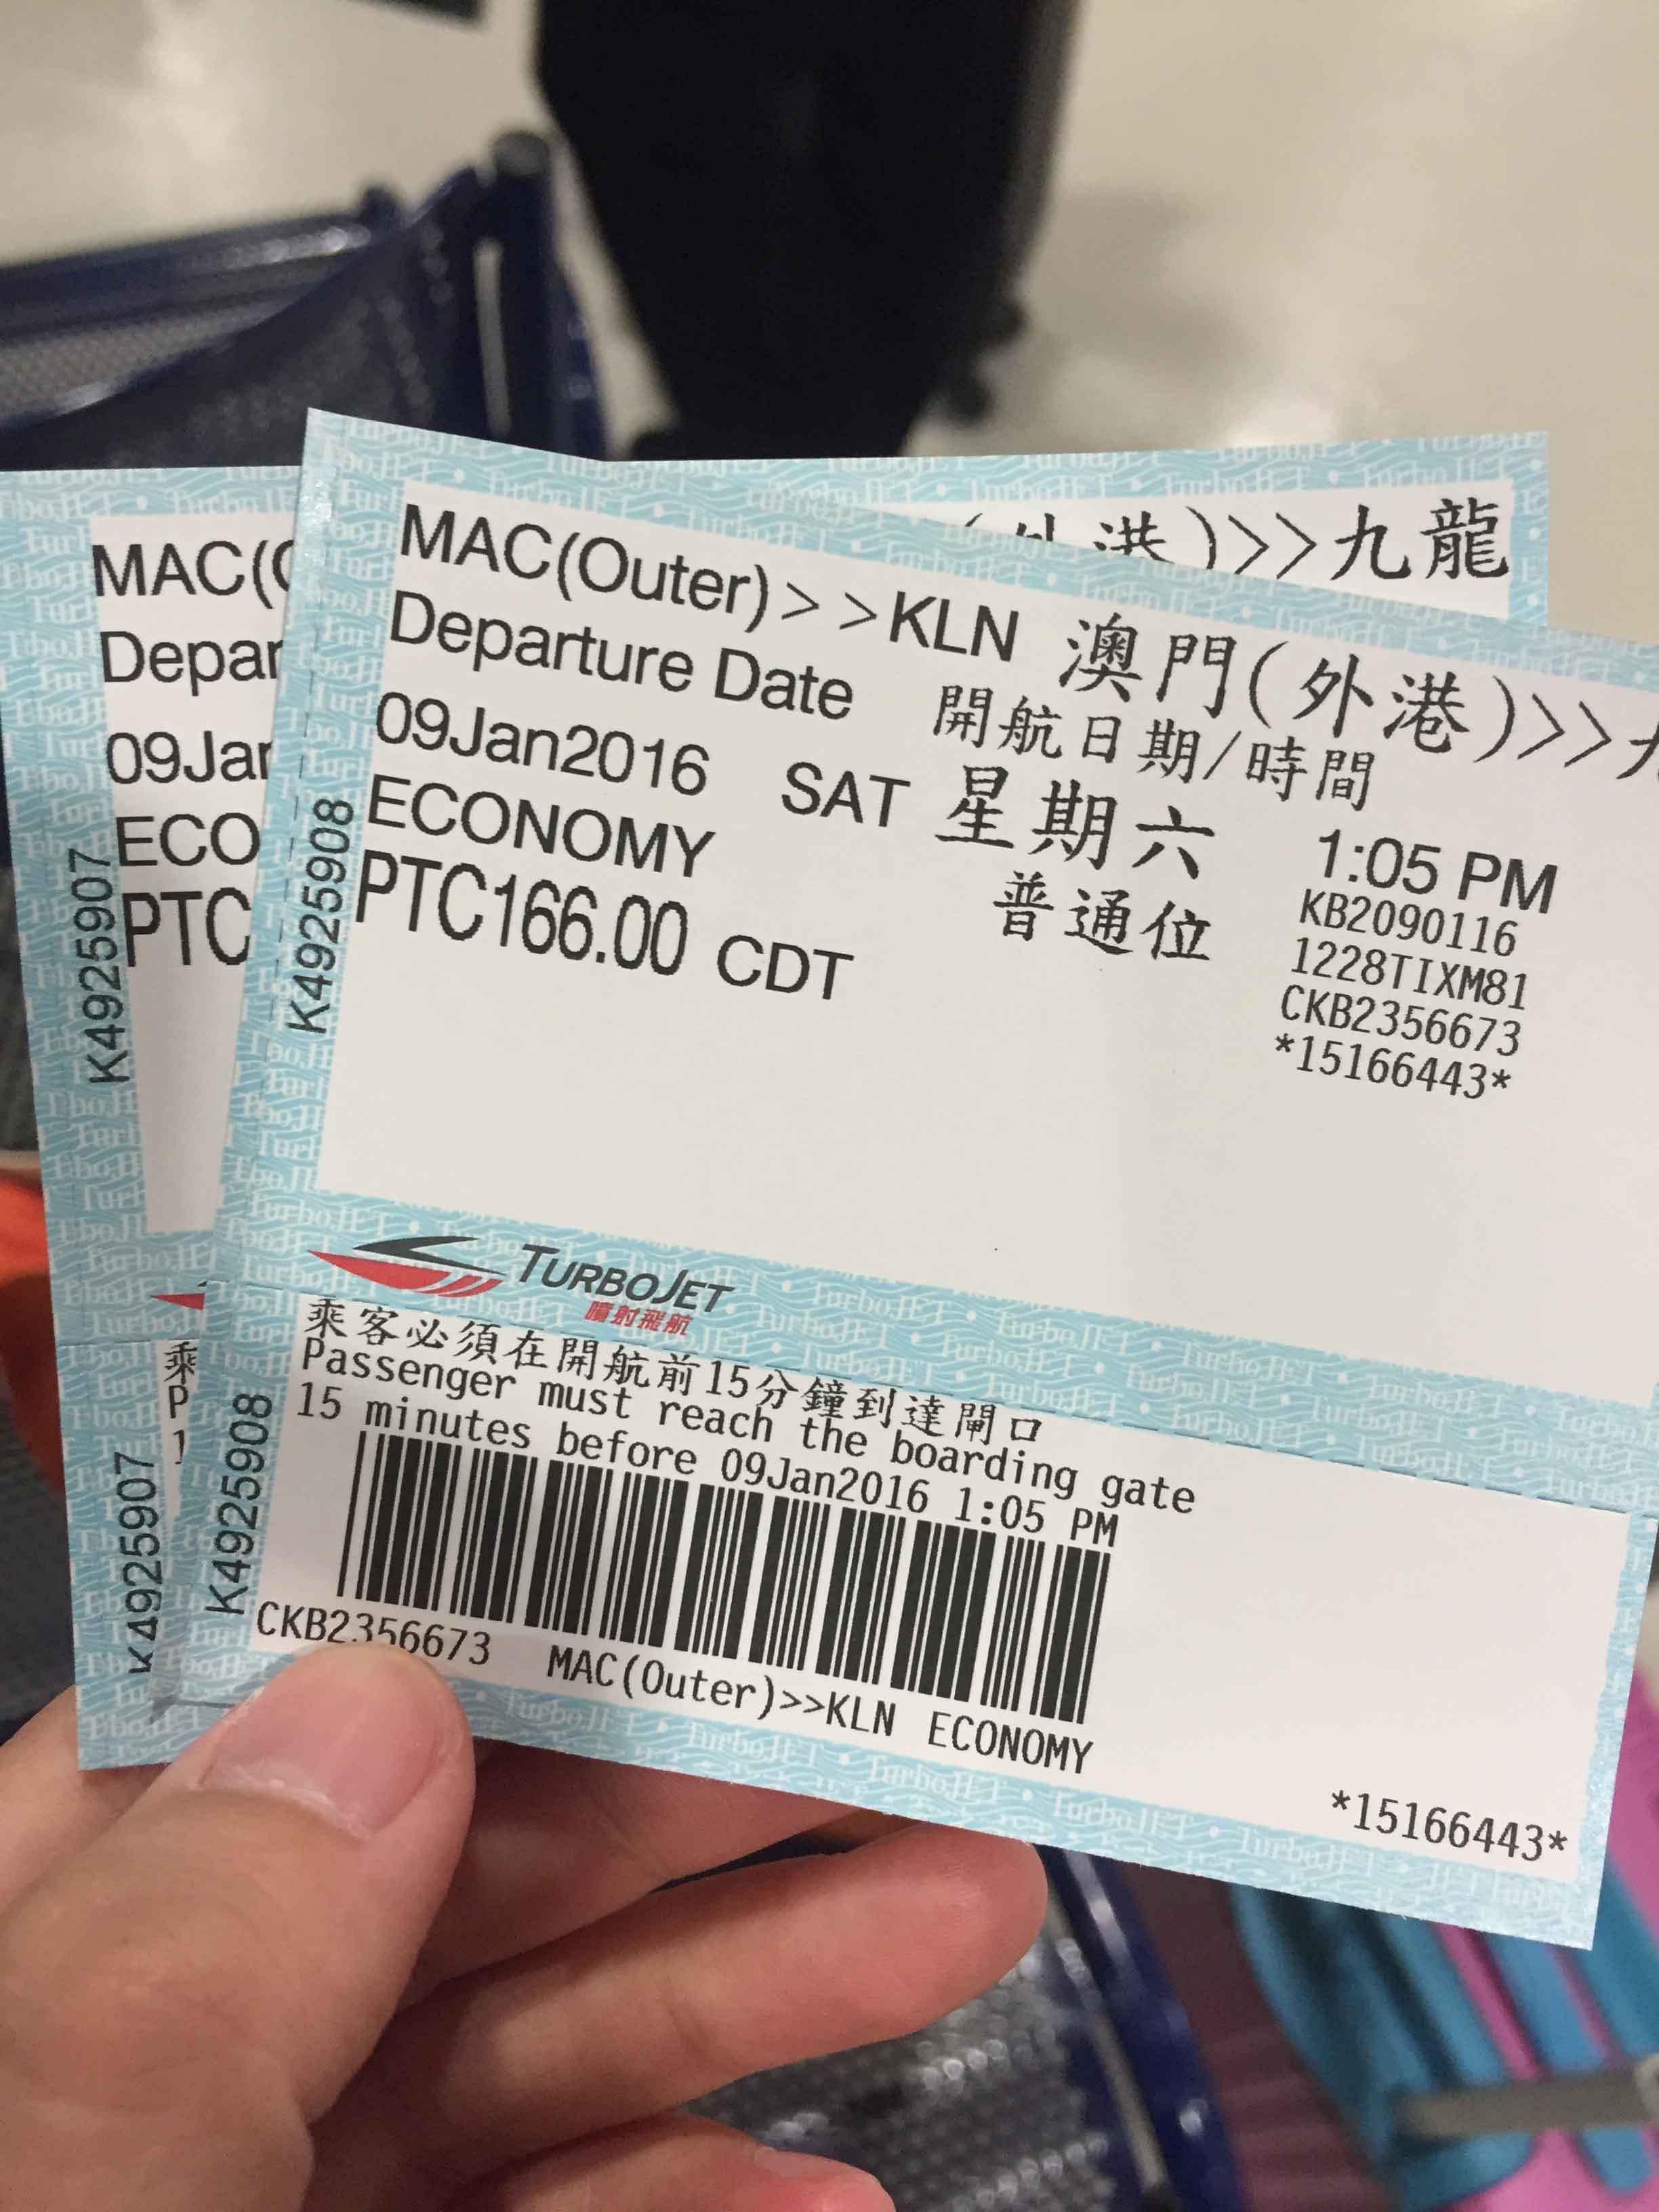 MAC(Outer)>>KLN 澳門(外港)>>
Departure Date 開航日期/時間
09Jan2016 SAT 星期六 1:05 PM
ECONOMY 普通位 KB2090116
PTC166.00 CDT 1228TIXM81
CKB2356673
*15166443*
K4925908
TURBOJET
噴射飛航
乘客必須在開航前15分鐘到達閘口
Passenger must reach the boarding gate
15 minutes before 09Jan2016 1:05 PM
K4925908
CKB2356673 MAC(Outer)>>KLN ECONOMY
*15166443*
(外港)>>九龍
MAC(
Depar
09Jan
ECO
PTC
K4925907
乘
P
1
K4925907